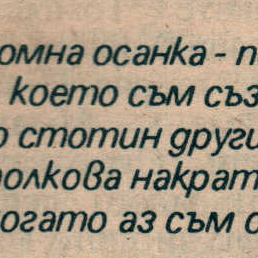 омна осанка - п
което съм съз
о стотин други
олкова накрат
огато аз съм о